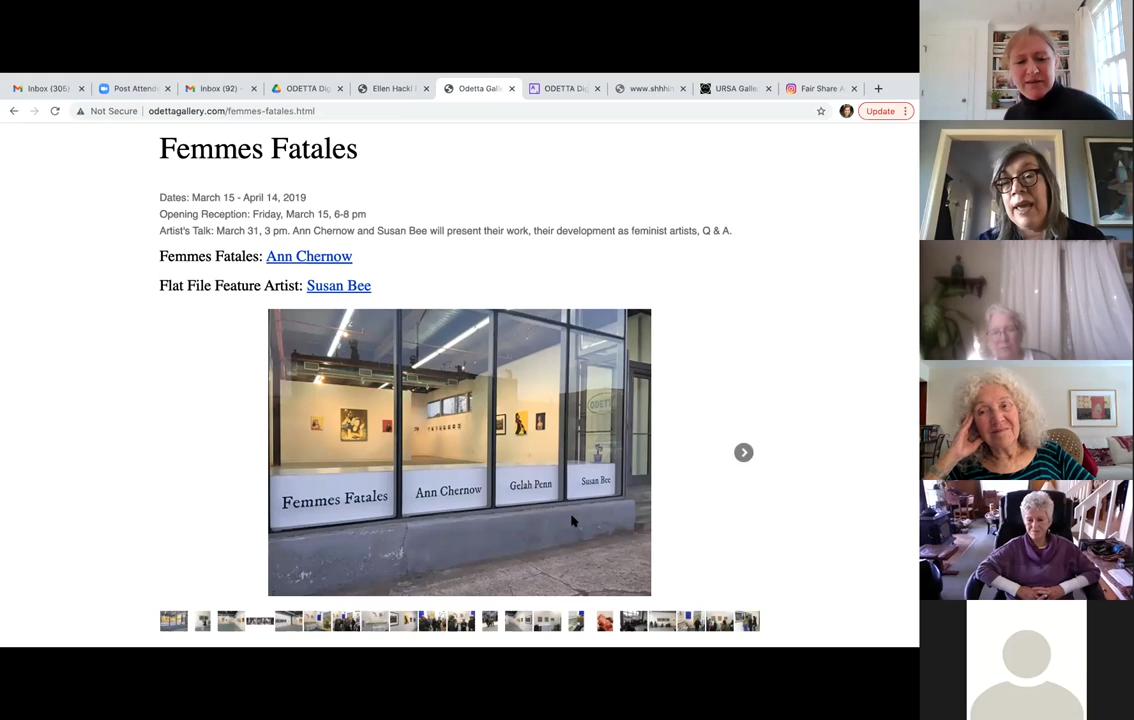 Inbox (305)
Post Attend
Inbox (92) -
ODETTA Dig
Ellen Hackl
Odetta Gall
ODETTA Dig
www.shhhin
URSA Galle
Fair Share A
Not Secure | odettagallery.com/femmes-fatales.html
Update
Femmes Fatales
Dates: March 15 - April 14, 2019
Opening Reception: Friday, March 15, 6-8 pm
Artist's Talk: March 31, 3 pm. Ann Chernow and Susan Bee will present their work, their development as feminist artists, Q & A.
Femmes Fatales: Ann Chernow
Flat File Feature Artist: Susan Bee
ODETTA
Femmes Fatales
Ann Chernow
Gelah Penn
Susan Bee